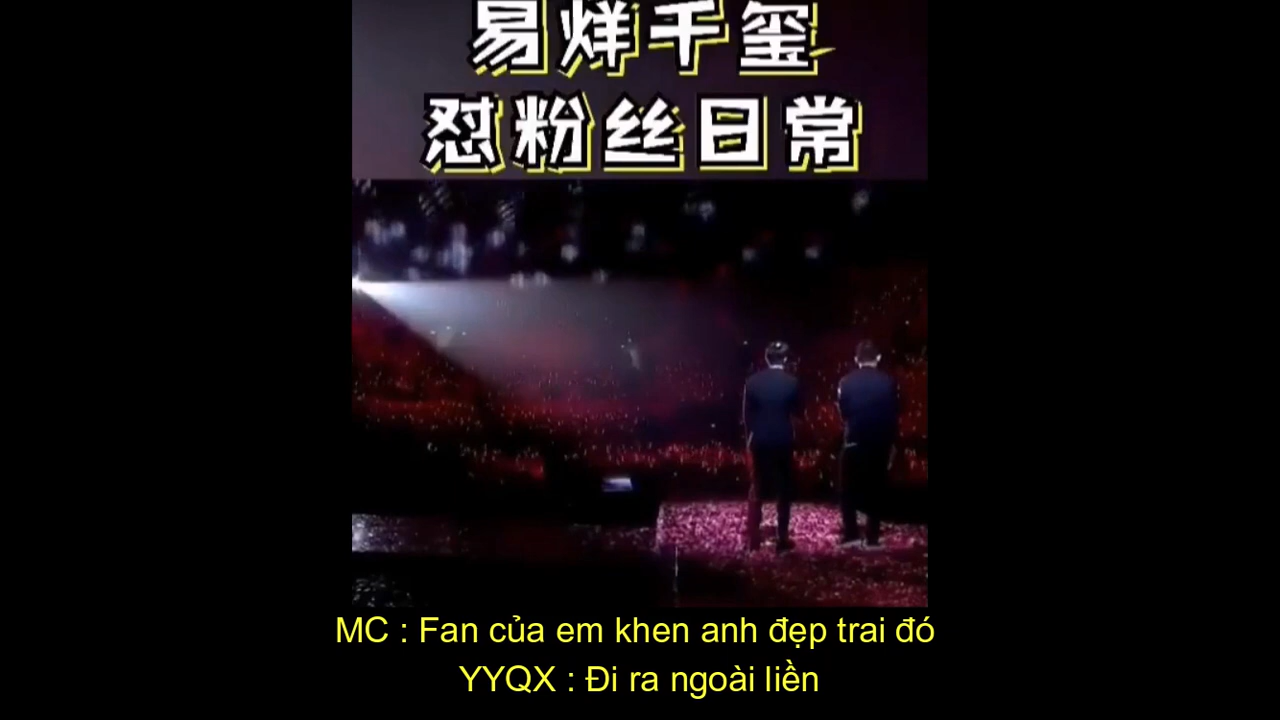 易烊千玺
怼粉丝日常
MC : Fan của em khen anh đẹp trai đó
YYQX : Đi ra ngoài liền